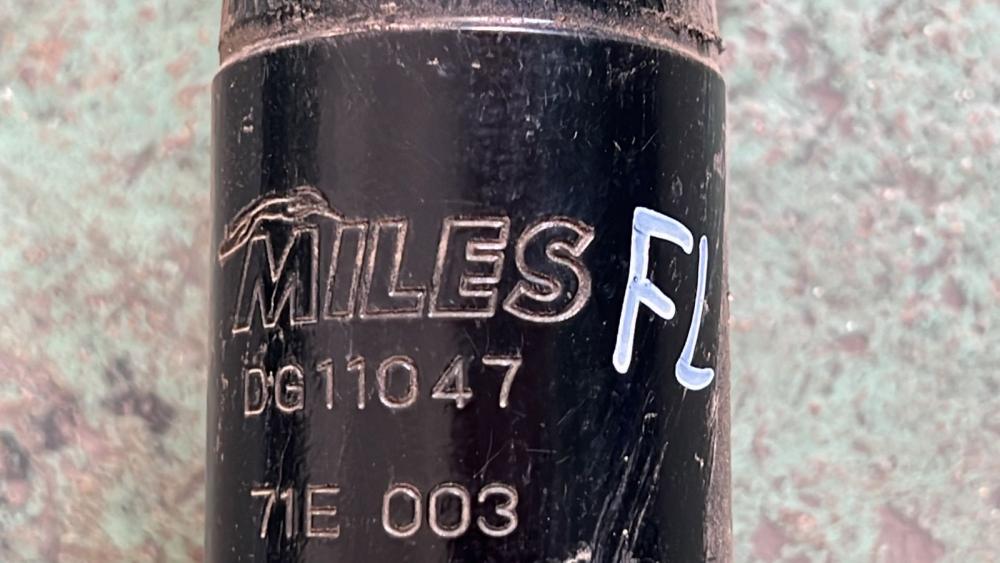 MILES
FL
DG11047
71E 003